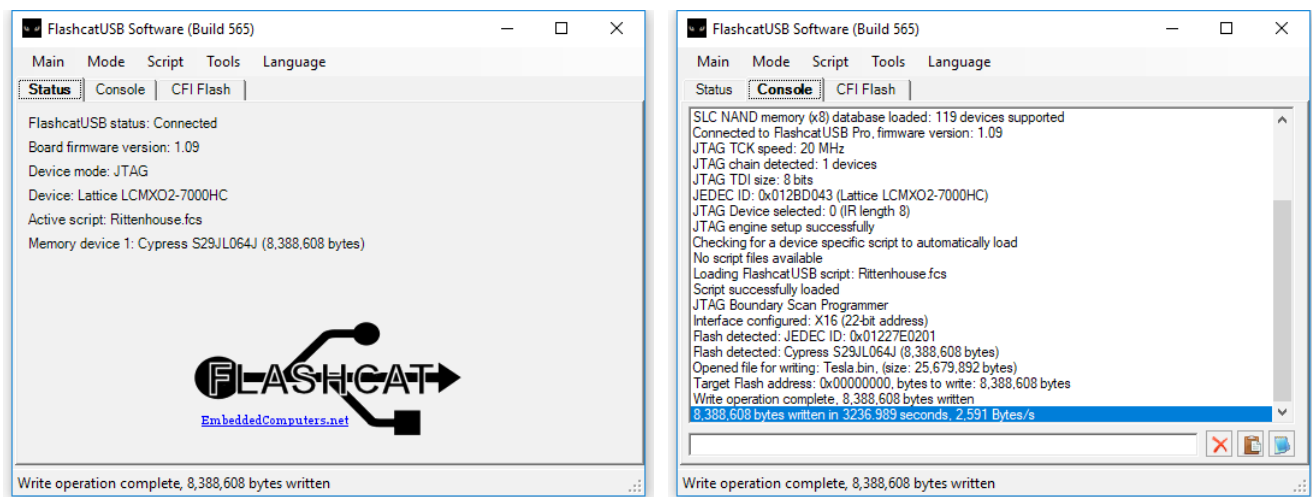 FlashcatUSB Software (Build 565)
Main Mode Script Tools Language
Status Console CFI Flash
FlashcatUSB status: Connected
Board firmware version: 1.09
Device mode: JTAG
Device: Lattice LCMXO2-7000HC
Active script: Rittenhouse.fcs
Memory device 1: Cypress S29JL064J (8,388,608 bytes)
FLASHCAT
EmbeddedComputers.net
Write operation complete, 8,388,608 bytes written
FlashcatUSB Software (Build 565)
Main Mode Script Tools Language
Status Console CFI Flash
SLC NAND memory (x8) database loaded: 119 devices supported
Connected to FlashcatUSB Pro, firmware version: 1.09
JTAG TCK speed: 20 MHz
JTAG chain detected: 1 devices
JTAG TDI size: 8 bits
JEDEC ID: 0x012BD043 (Lattice LCMXO2-7000HC)
JTAG Device selected: 0 (IR length 8)
JTAG engine setup successfully
Checking for a device specific script to automatically load
No script files available
Loading FlashcatUSB script: Rittenhouse.fcs
Script successfully loaded
JTAG Boundary Scan Programmer
Interface configured: X16 (22-bit address)
Flash detected: JEDEC ID: 0x01227E0201
Flash detected: Cypress S29JL064J (8,388,608 bytes)
Opened file for writing: Tesla.bin, (size: 25,679,892 bytes)
Target Flash address: 0x00000000, bytes to write: 8,388,608 bytes
Write operation complete, 8,388,608 bytes written
8,388,608 bytes written in 3236.989 seconds, 2,591 Bytes/s
Write operation complete, 8,388,608 bytes written